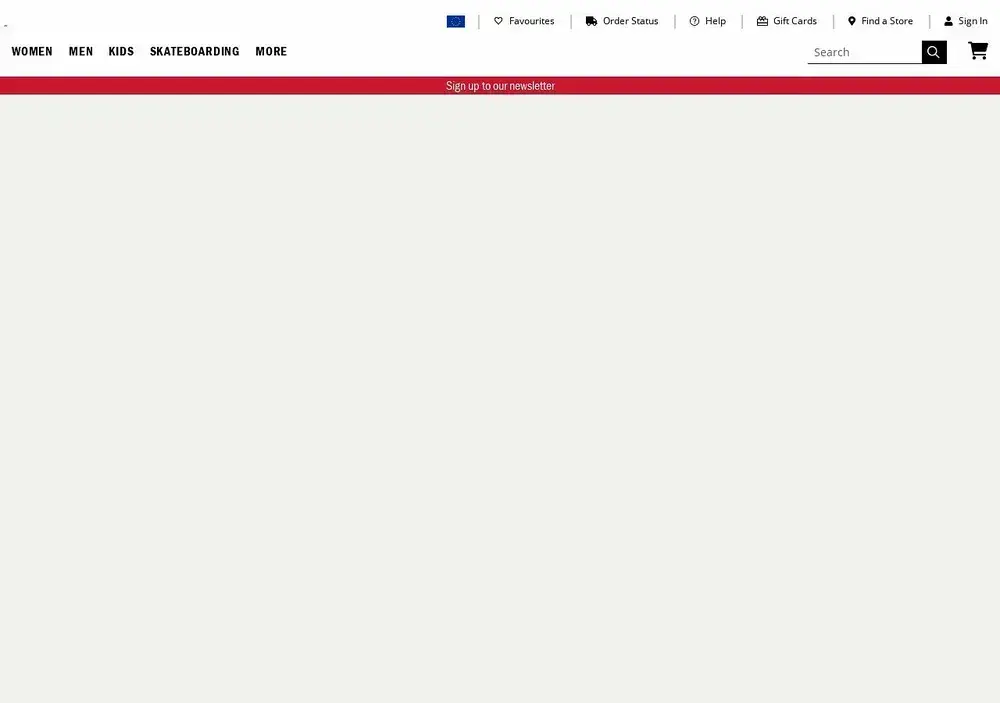 Favourites Order Status Help Gift Cards Find a Store Sign In
WOMEN MEN KIDS SKATEBOARDING MORE Search
Sign up to our newsletter